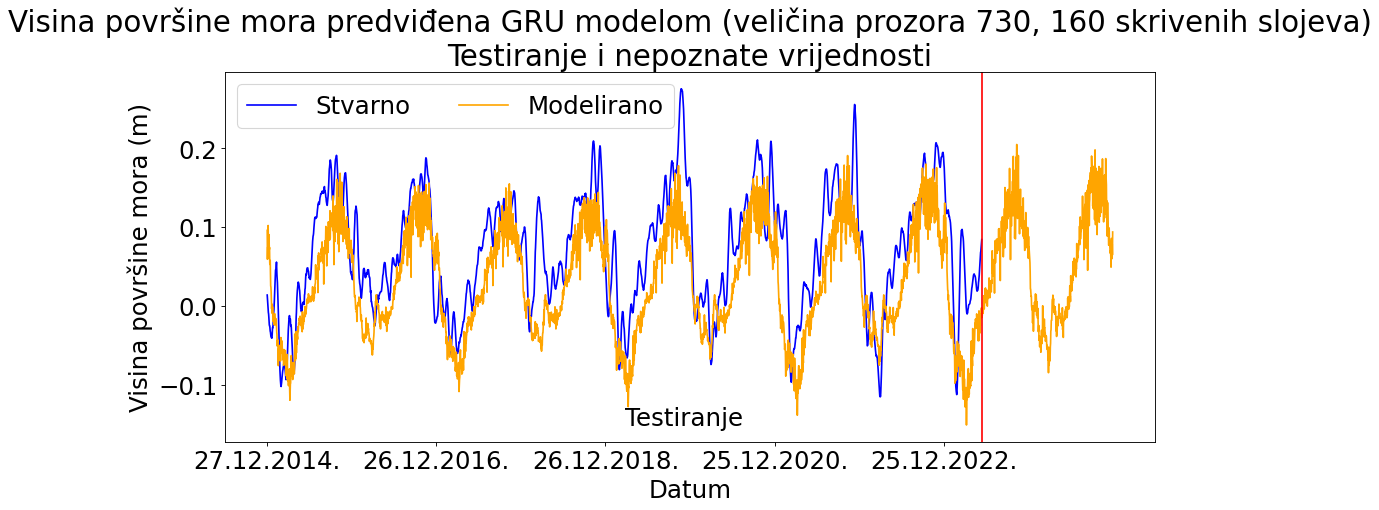 Visina površine mora predviđena GRU modelom (veličina prozora 730, 160 skrivenih slojeva)
Testiranje i nepoznate vrijednosti
Stvarno
Modelirano
Visina površine mora (m)
0.2
0.1
0.0
−0.1
Testiranje
27.12.2014.
26.12.2016.
26.12.2018.
25.12.2020.
25.12.2022.
Datum